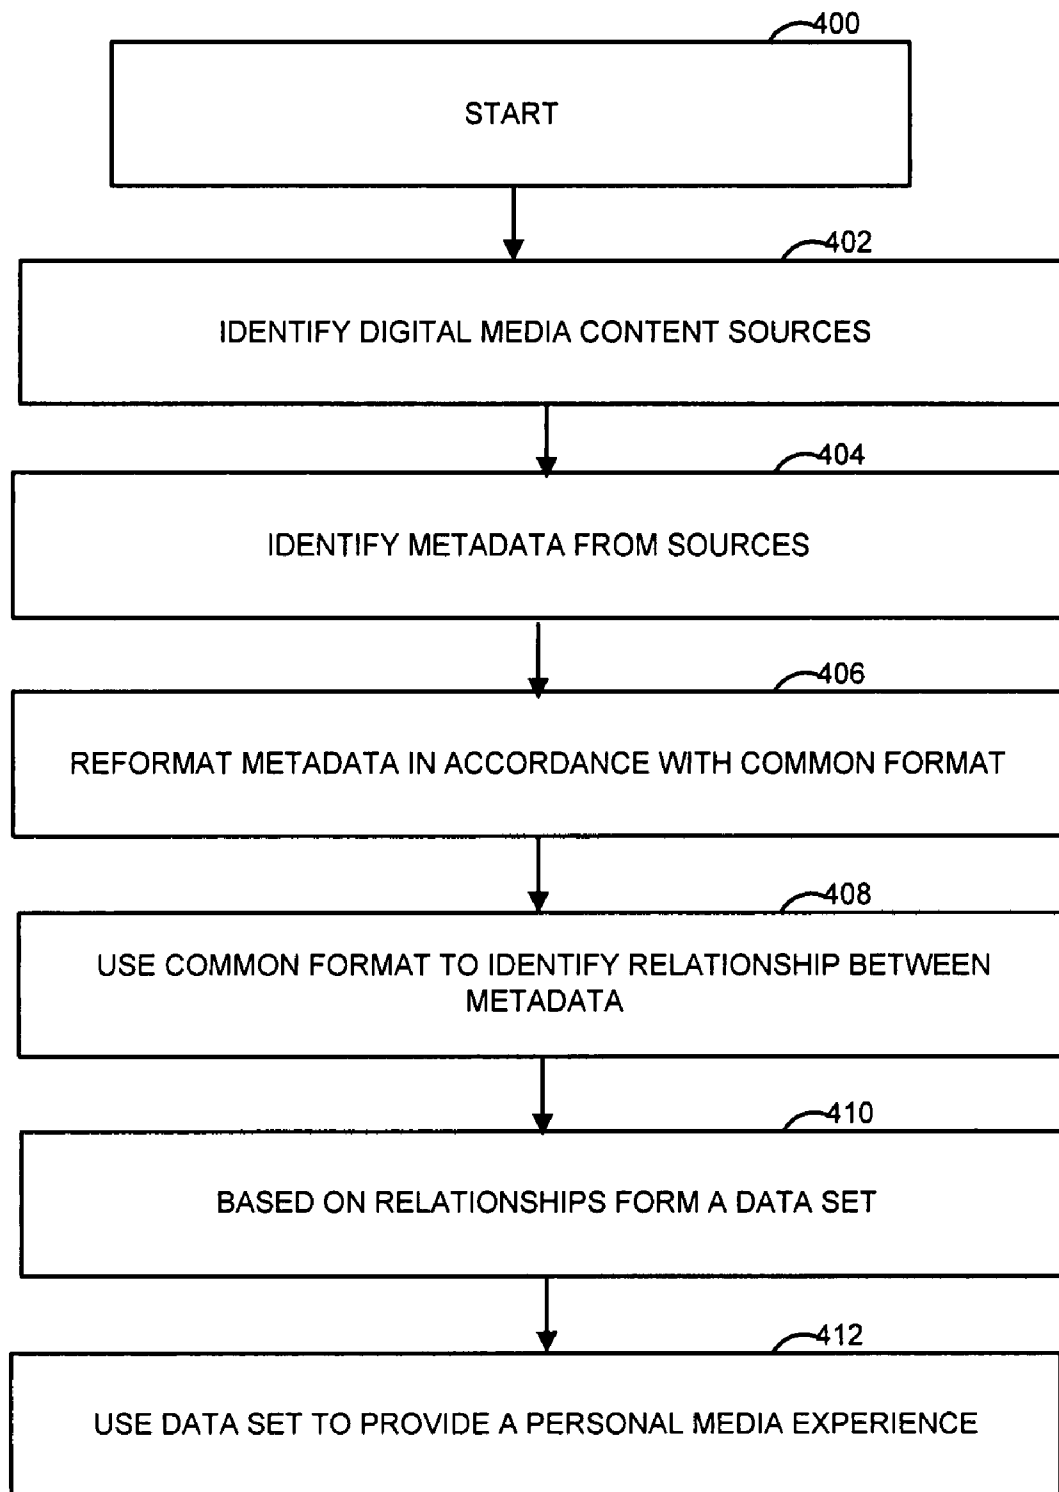 400
START
402
IDENTIFY DIGITAL MEDIA CONTENT SOURCES
404
IDENTIFY METADATA FROM SOURCES
406
REFORMAT METADATA IN ACCORDANCE WITH COMMON FORMAT
408
USE COMMON FORMAT TO IDENTIFY RELATIONSHIP BETWEEN
METADATA
410
BASED ON RELATIONSHIPS FORM A DATA SET
412
USE DATA SET TO PROVIDE A PERSONAL MEDIA EXPERIENCE